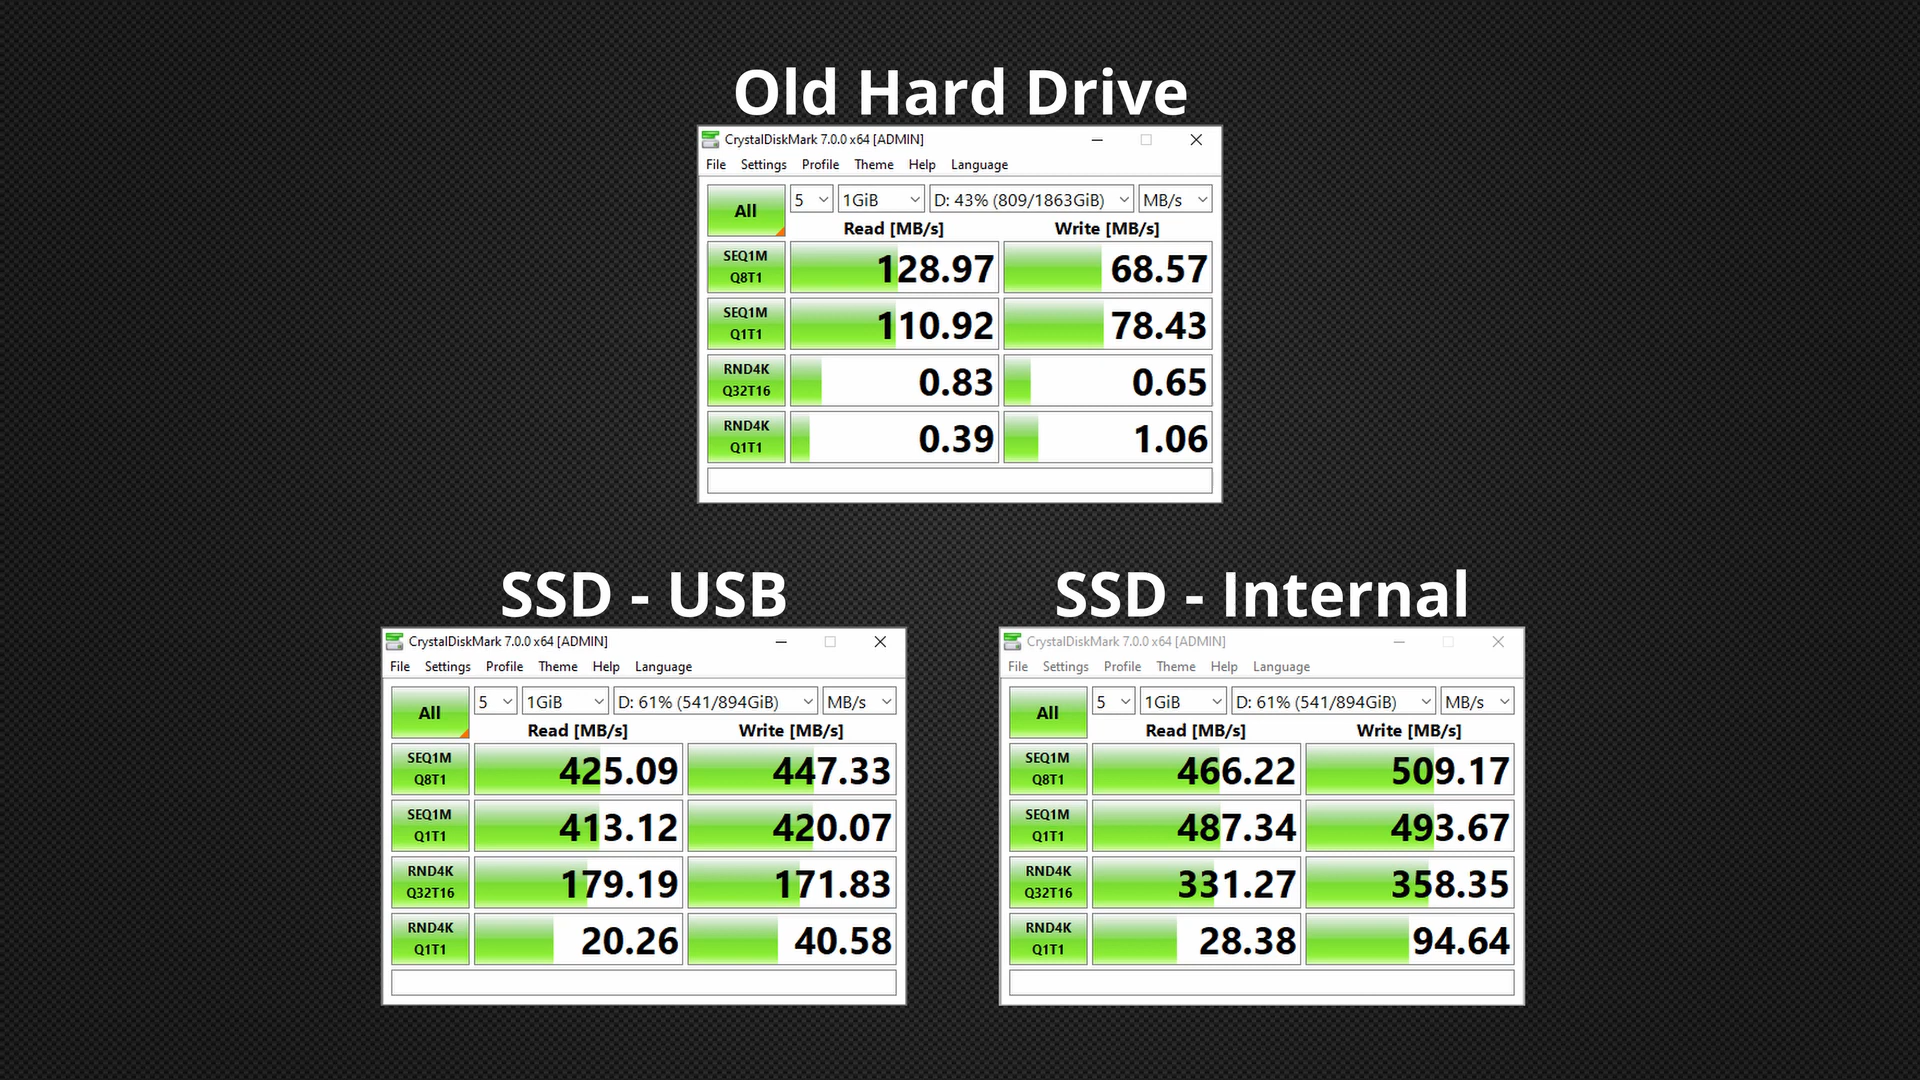 Old Hard Drive
CrystalDiskMark 7.0.0 x64 [ADMIN]
File Settings Profile Theme Help Language
All 5 1GiB D: 43% (809/1863GiB) MB/s
Read [MB/s] Write [MB/s]
SEQ1M
Q8T1 128.97 68.57
SEQ1M
Q1T1 110.92 78.43
RND4K
Q32T16 0.83 0.65
RND4K
Q1T1 0.39 1.06
SSD - USB
CrystalDiskMark 7.0.0 x64 [ADMIN]
File Settings Profile Theme Help Language
All 5 1GiB D: 61% (541/894GiB) MB/s
Read [MB/s] Write [MB/s]
SEQ1M
Q8T1 425.09 447.33
SEQ1M
Q1T1 413.12 420.07
RND4K
Q32T16 179.19 171.83
RND4K
Q1T1 20.26 40.58
SSD - Internal
CrystalDiskMark 7.0.0 x64 [ADMIN]
File Settings Profile Theme Help Language
All 5 1GiB D: 61% (541/894GiB) MB/s
Read [MB/s] Write [MB/s]
SEQ1M
Q8T1 466.22 509.17
SEQ1M
Q1T1 487.34 493.67
RND4K
Q32T16 331.27 358.35
RND4K
Q1T1 28.38 94.64